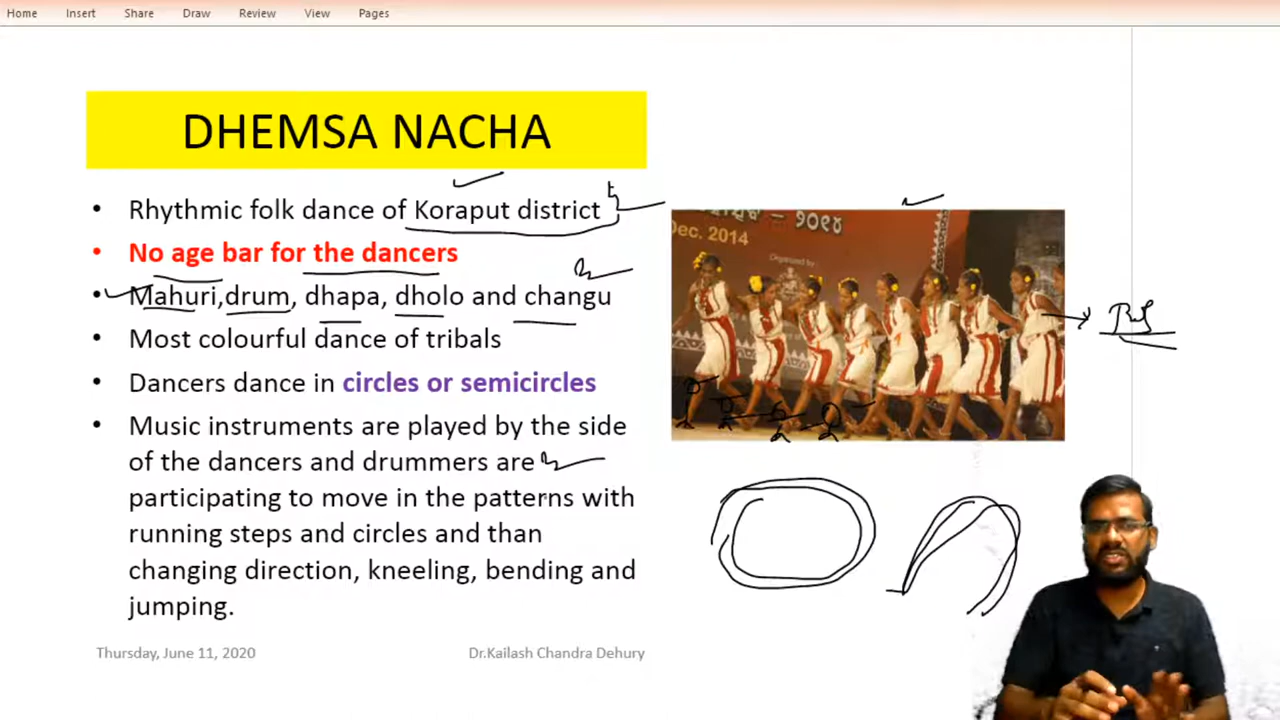 Home Insert Share Draw Review View Pages
DHEMSA NACHA
• Rhythmic folk dance of Koraput district
• No age bar for the dancers
• Mahuri,drum, dhapa, dholo and changu
• Most colourful dance of tribals
• Dancers dance in circles or semicircles
• Music instruments are played by the side
of the dancers and drummers are
participating to move in the patterns with
running steps and circles and than
changing direction, kneeling, bending and
jumping.
୨୦୧୪
Dec. 2014
Organized by
Thursday, June 11, 2020
Dr.Kailash Chandra Dehury